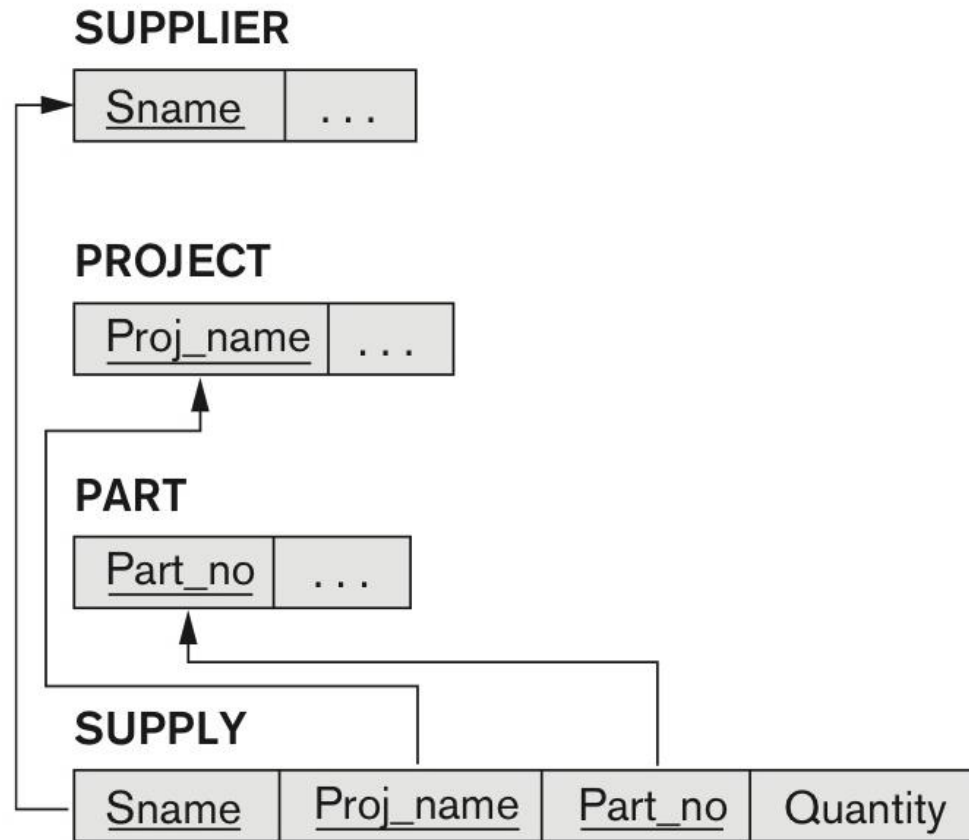 SUPPLIER
Sname ...
PROJECT
Proj_name ...
PART
Part_no ...
SUPPLY
Sname Proj_name Part_no Quantity